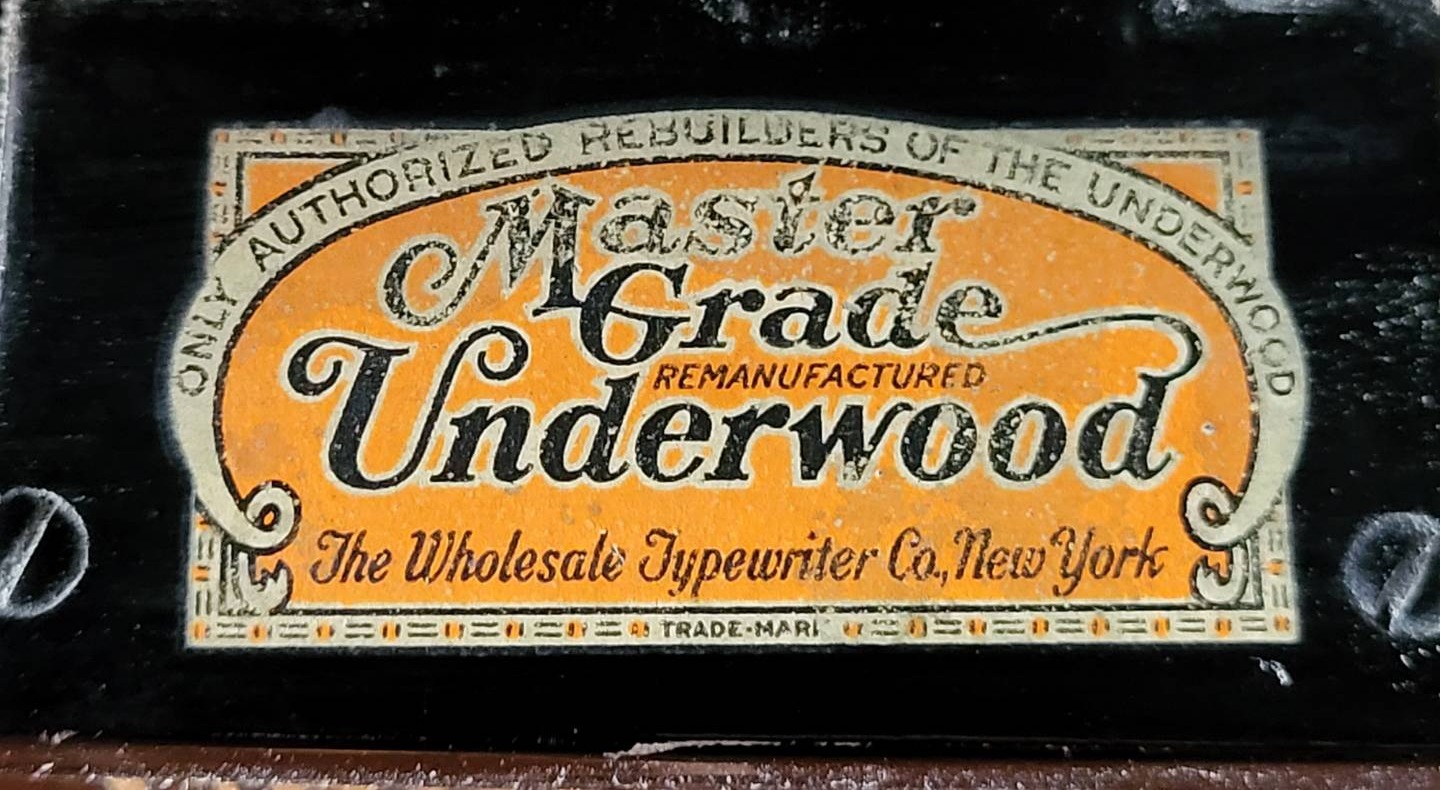 ONLY AUTHORIZED REBUILDERS OF THE UNDERWOOD
Master
Grade
REMANUFACTURED
Underwood
The Wholesale Typewriter Co., New York
TRADE-MARK